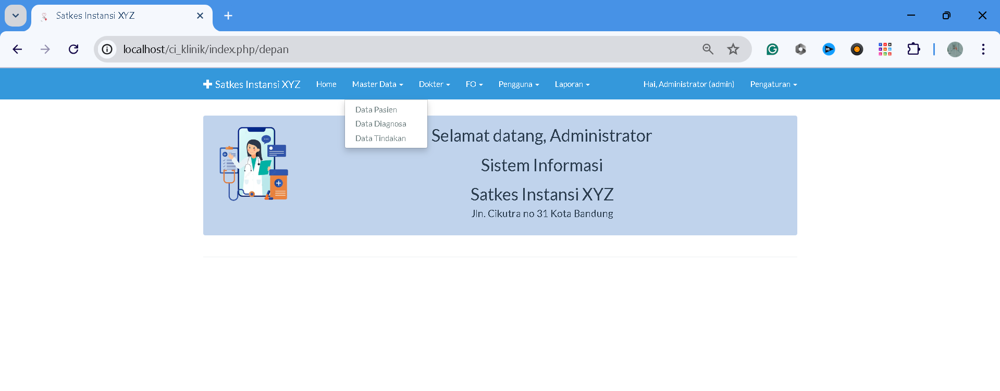 Satkes Instansi XYZ
localhost/ci_klinik/index.php/depan
Satkes Instansi XYZ Home Master Data Dokter FO Pengguna Laporan Hai, Administrator (admin) Pengaturan
Data Pasien
Data Diagnosa
Data Tindakan
Selamat datang, Administrator
Sistem Informasi
Satkes Instansi XYZ
Jln. Cikutra no 31 Kota Bandung